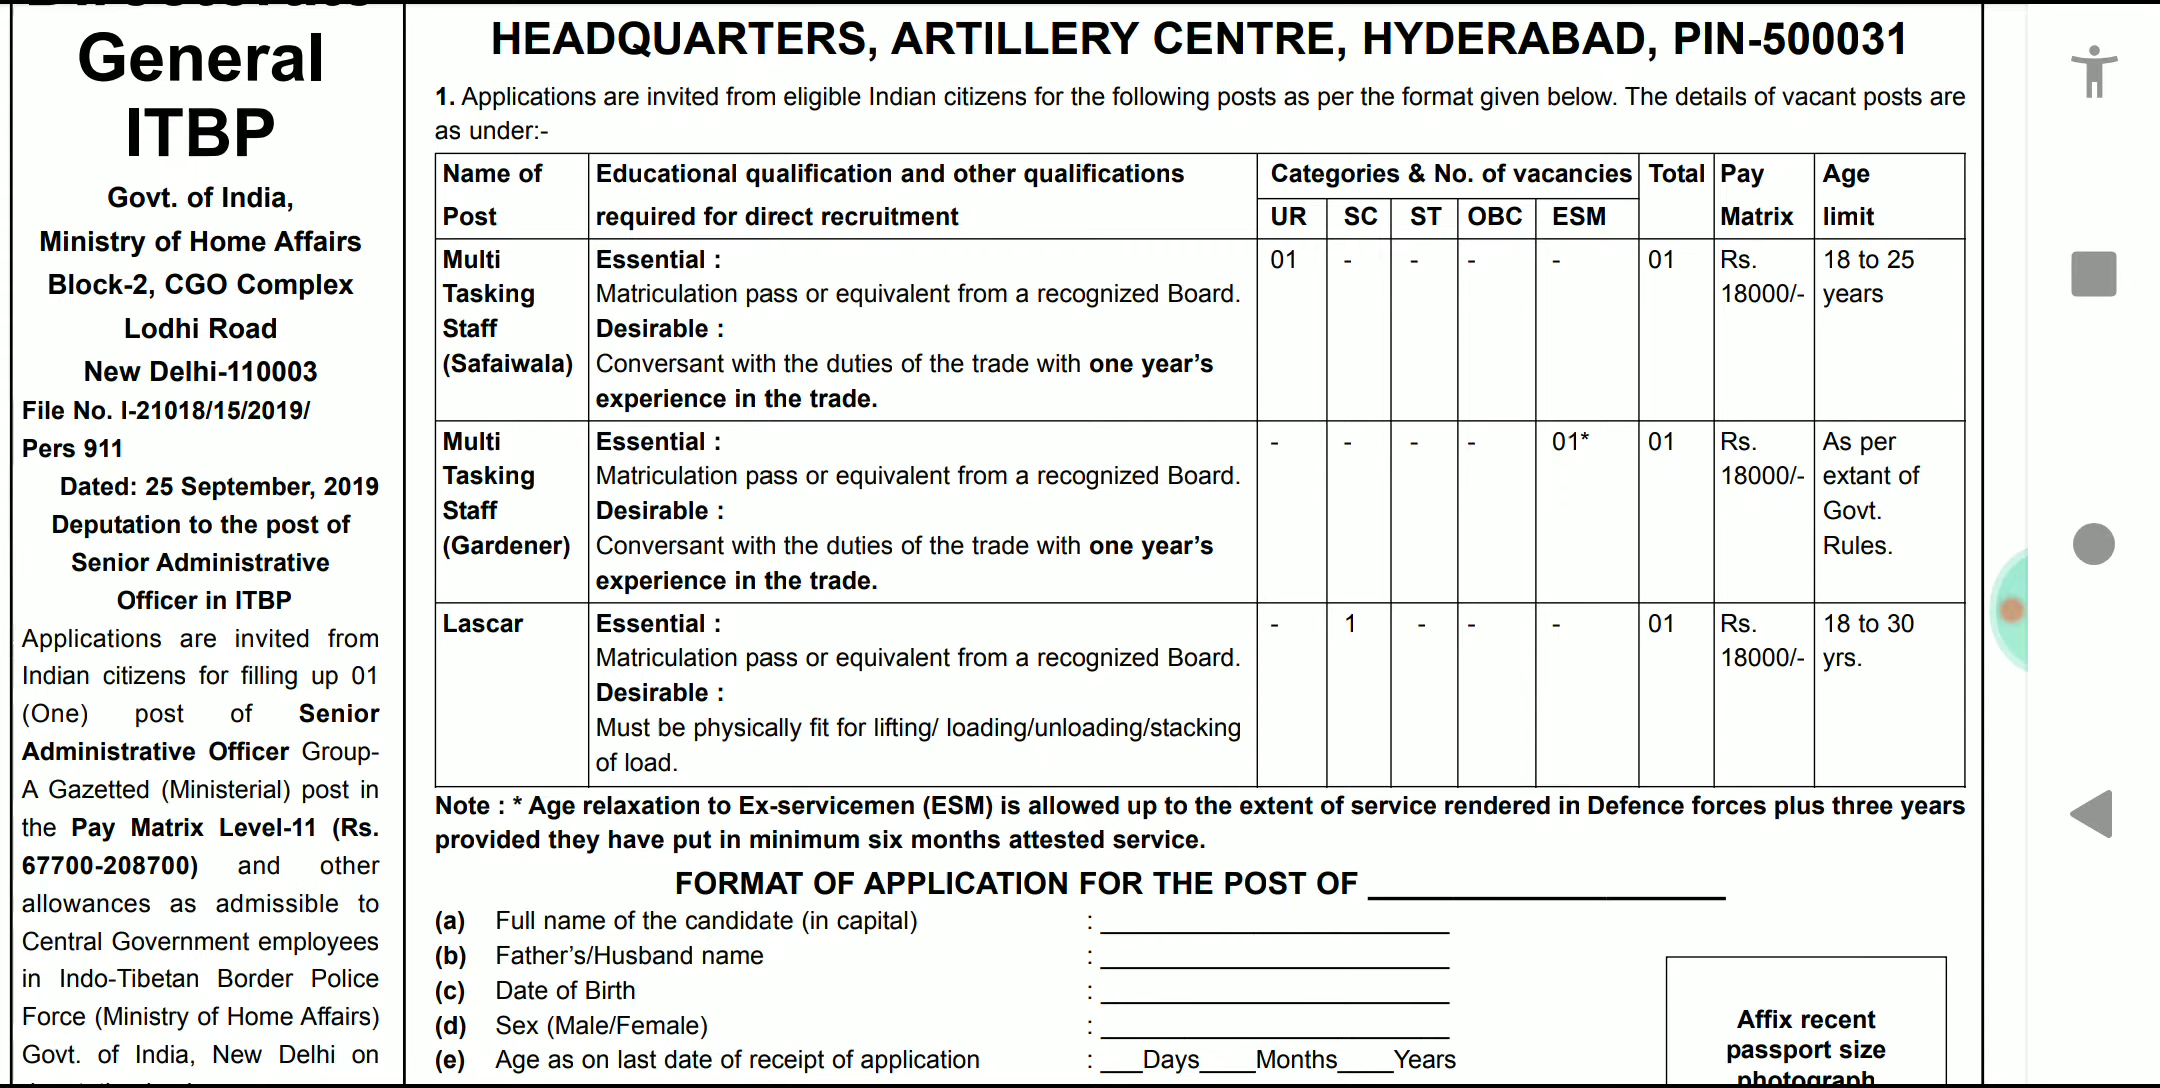 General
ITBP
Govt. of India,
Ministry of Home Affairs
Block-2, CGO Complex
Lodhi Road
New Delhi-110003
File No. I-21018/15/2019/
Pers 911
Dated: 25 September, 2019
Deputation to the post of
Senior Administrative
Officer in ITBP
Applications are invited from
Indian citizens for filling up 01
(One) post of Senior
Administrative Officer Group-
A Gazetted (Ministerial) post in
the Pay Matrix Level-11 (Rs.
67700-208700) and other
allowances as admissible to
Central Government employees
in Indo-Tibetan Border Police
Force (Ministry of Home Affairs)
Govt. of India, New Delhi on
HEADQUARTERS, ARTILLERY CENTRE, HYDERABAD, PIN-500031
1. Applications are invited from eligible Indian citizens for the following posts as per the format given below. The details of vacant posts are
as under:-
Name of Educational qualification and other qualifications Categories & No. of vacancies Total Pay Age
Post required for direct recruitment UR SC ST OBC ESM Matrix limit
Multi Essential : 01 - - - - 01 Rs. 18 to 25
Tasking Matriculation pass or equivalent from a recognized Board. 18000/- years
Staff Desirable :
(Safaiwala) Conversant with the duties of the trade with one year’s
experience in the trade.
Multi Essential : - - - - 01* 01 Rs. As per
Tasking Matriculation pass or equivalent from a recognized Board. 18000/- extant of
Staff Desirable : Govt.
(Gardener) Conversant with the duties of the trade with one year’s Rules.
experience in the trade.
Lascar Essential : - 1 - - - 01 Rs. 18 to 30
Matriculation pass or equivalent from a recognized Board. 18000/- yrs.
Desirable :
Must be physically fit for lifting/ loading/unloading/stacking
of load.
Note : * Age relaxation to Ex-servicemen (ESM) is allowed up to the extent of service rendered in Defence forces plus three years
provided they have put in minimum six months attested service.
FORMAT OF APPLICATION FOR THE POST OF ____________________
(a) Full name of the candidate (in capital) : ____________________
(b) Father’s/Husband name : ____________________
(c) Date of Birth : ____________________
(d) Sex (Male/Female) : ____________________
(e) Age as on last date of receipt of application : ___Days____Months____Years
Affix recent
passport size
photograph